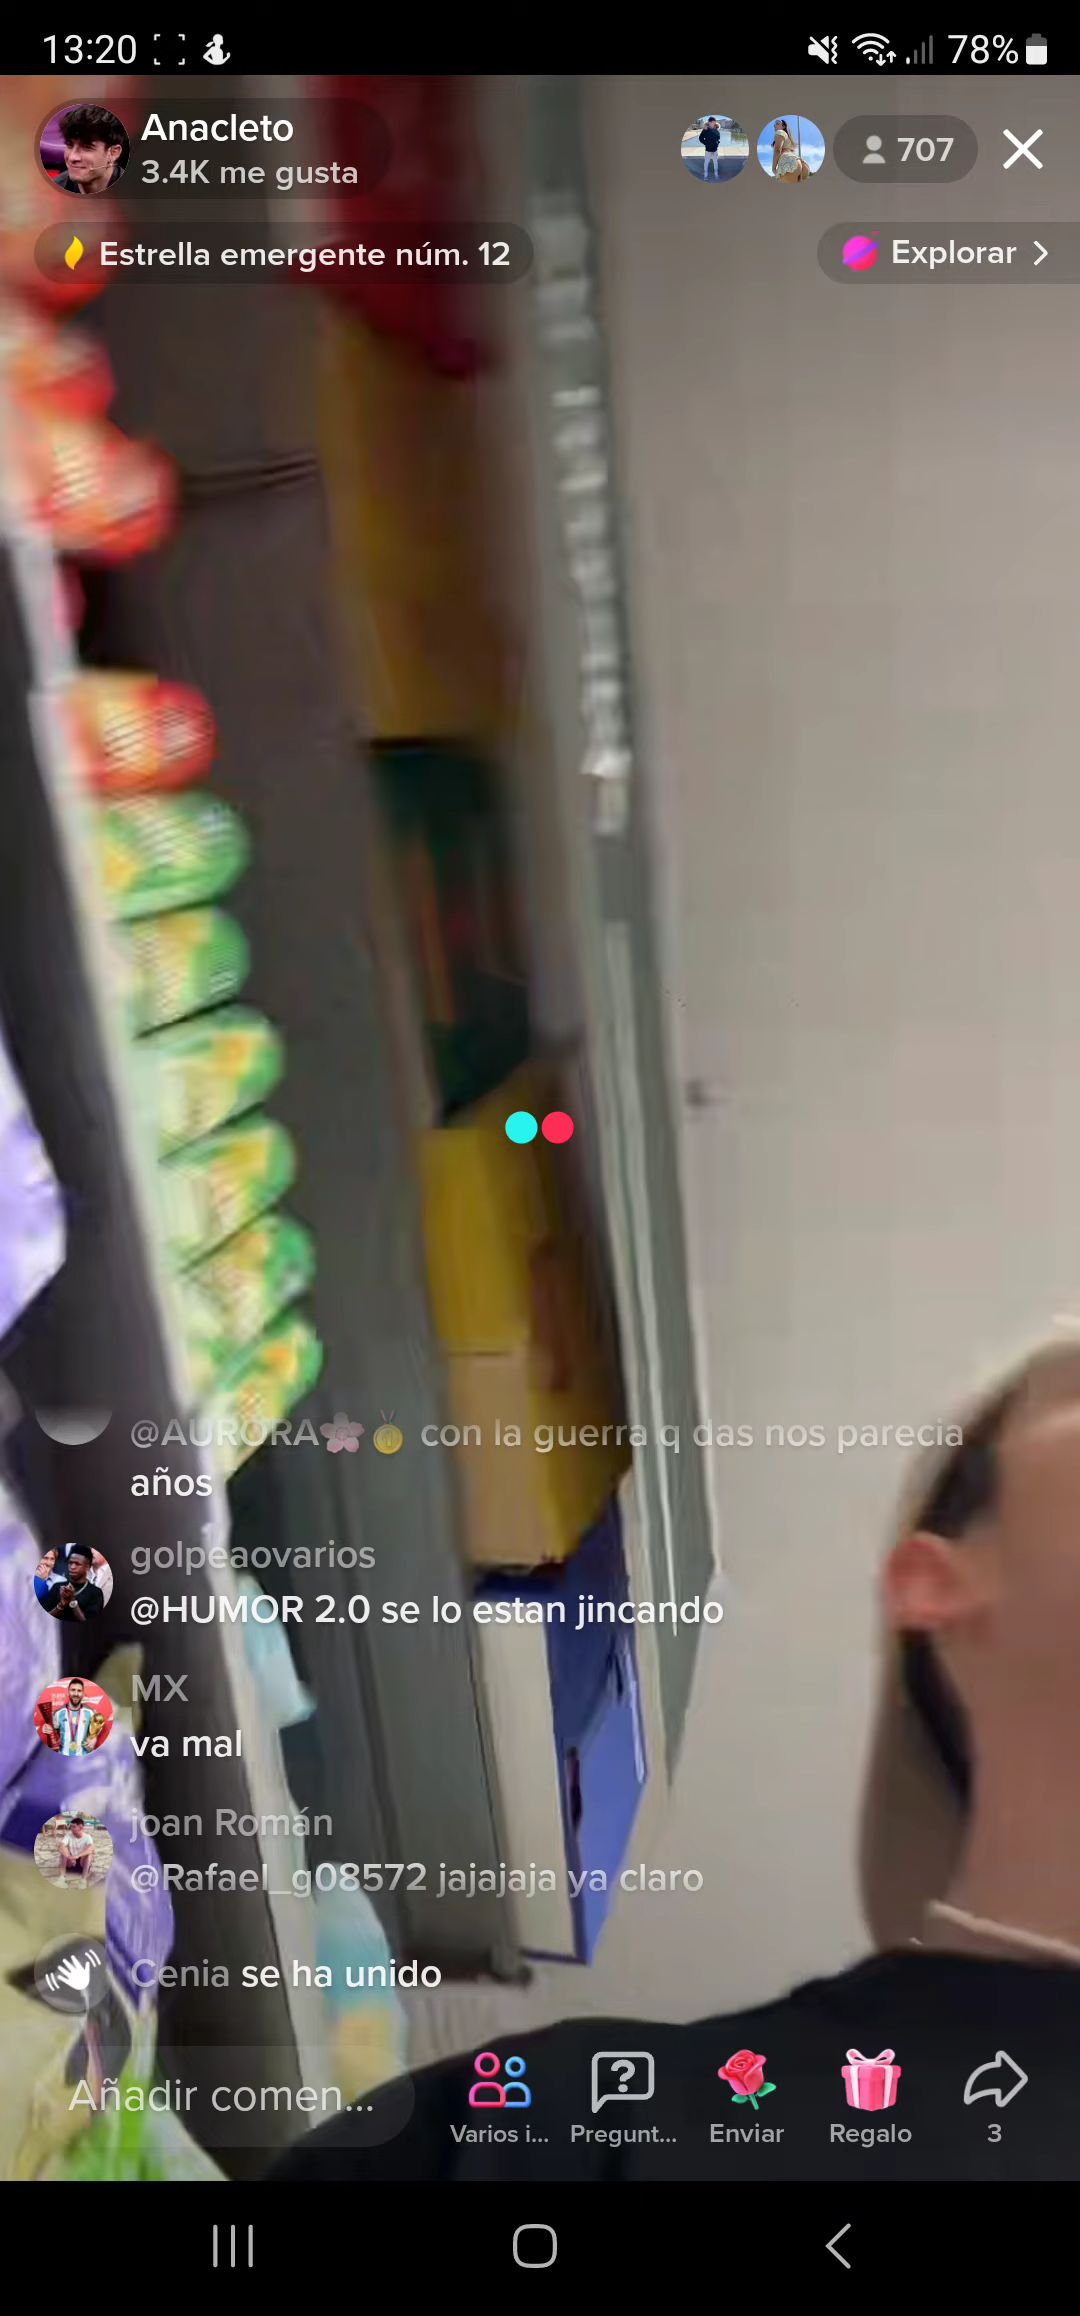 13:20
78%
Anacleto
3.4K me gusta
707
Estrella emergente núm. 12
Explorar
@AURORA🌸🏅 con la guerra q das nos parecia
años
golpeaovarios
@HUMOR 2.0 se lo estan jincando
MX
va mal
joan Román
@Rafael_g08572 jajajaja ya claro
Cenia se ha unido
Añadir comen...
Varios i...
Pregunt...
Enviar
Regalo
3